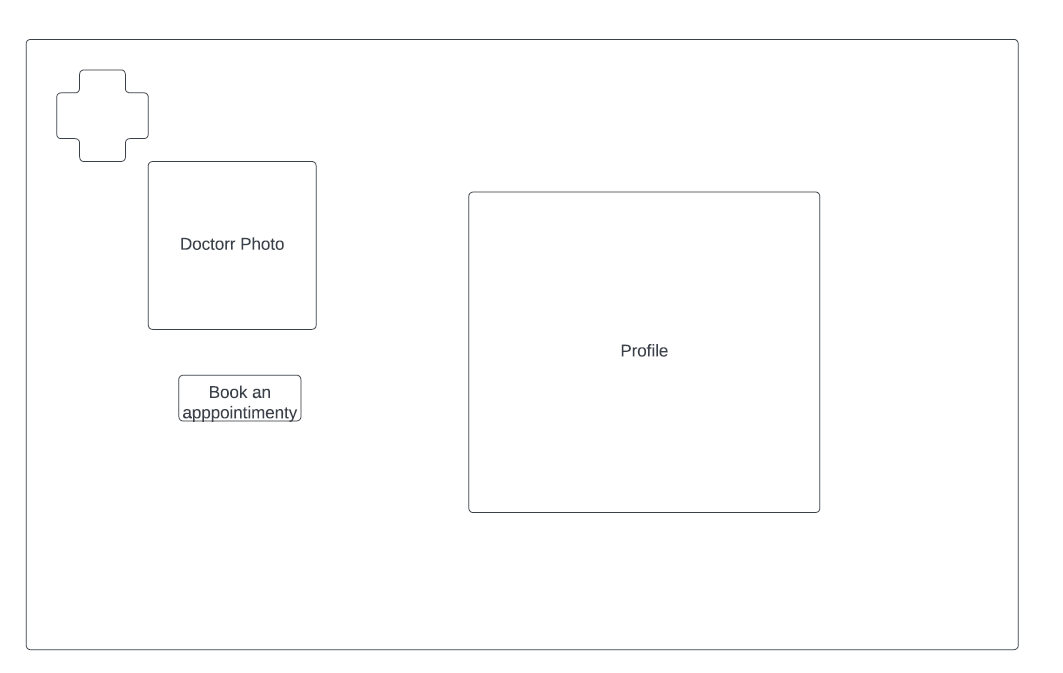 Doctorr Photo
Profile
Book an
apppointimenty